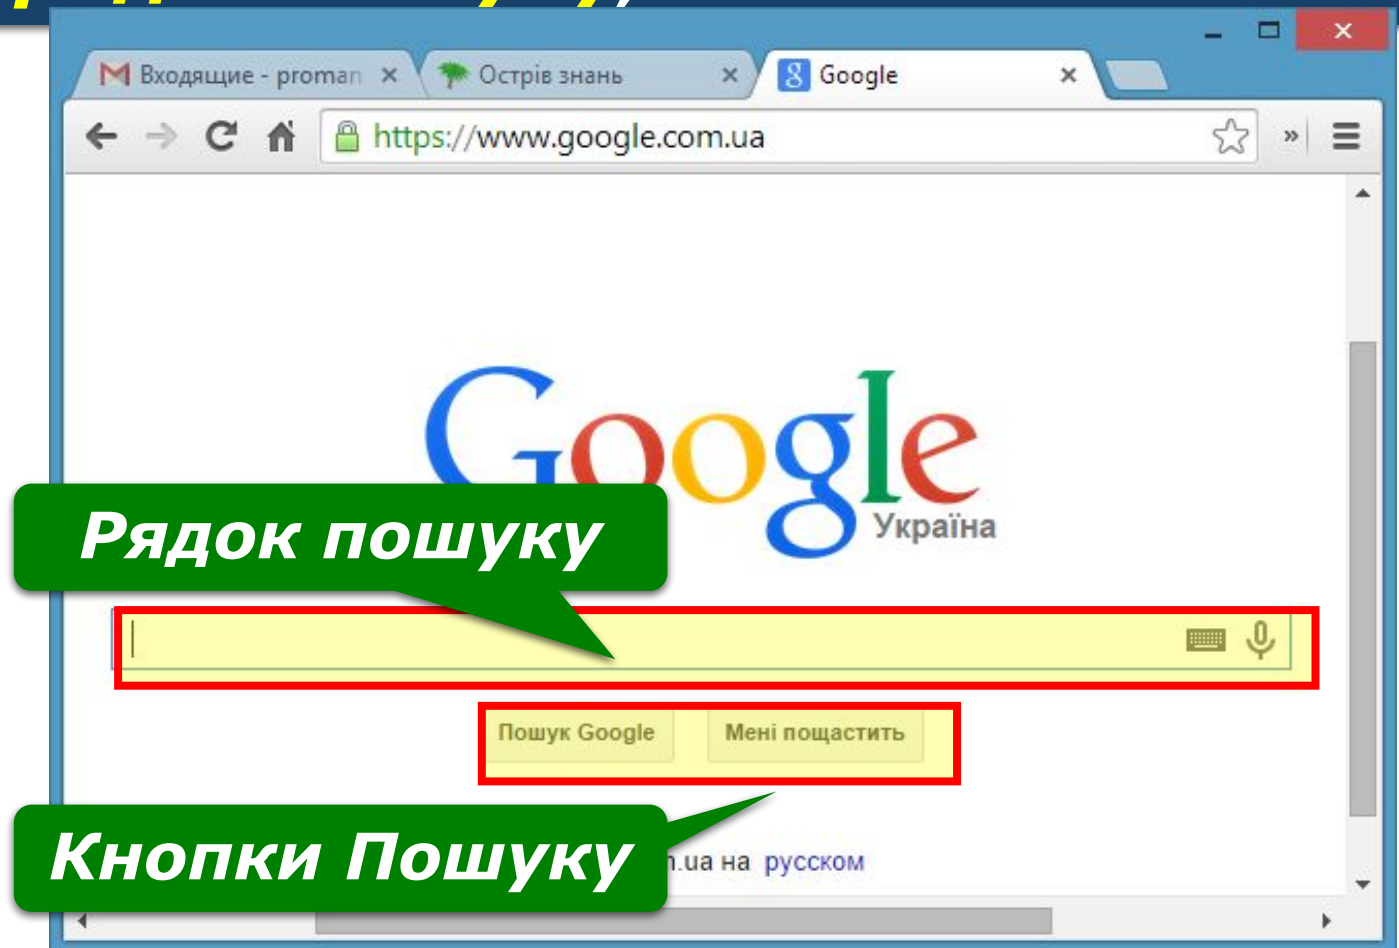 Входящие - proman
Острів знань
Google
https://www.google.com.ua
Google
Україна
Рядок пошуку
Пошук Google
Мені пощастить
Кнопки Пошуку
на русском